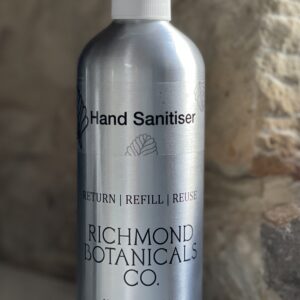 Hand Sanitiser
RETURN | REFILL | REUSE
RICHMOND
BOTANICALS
CO.